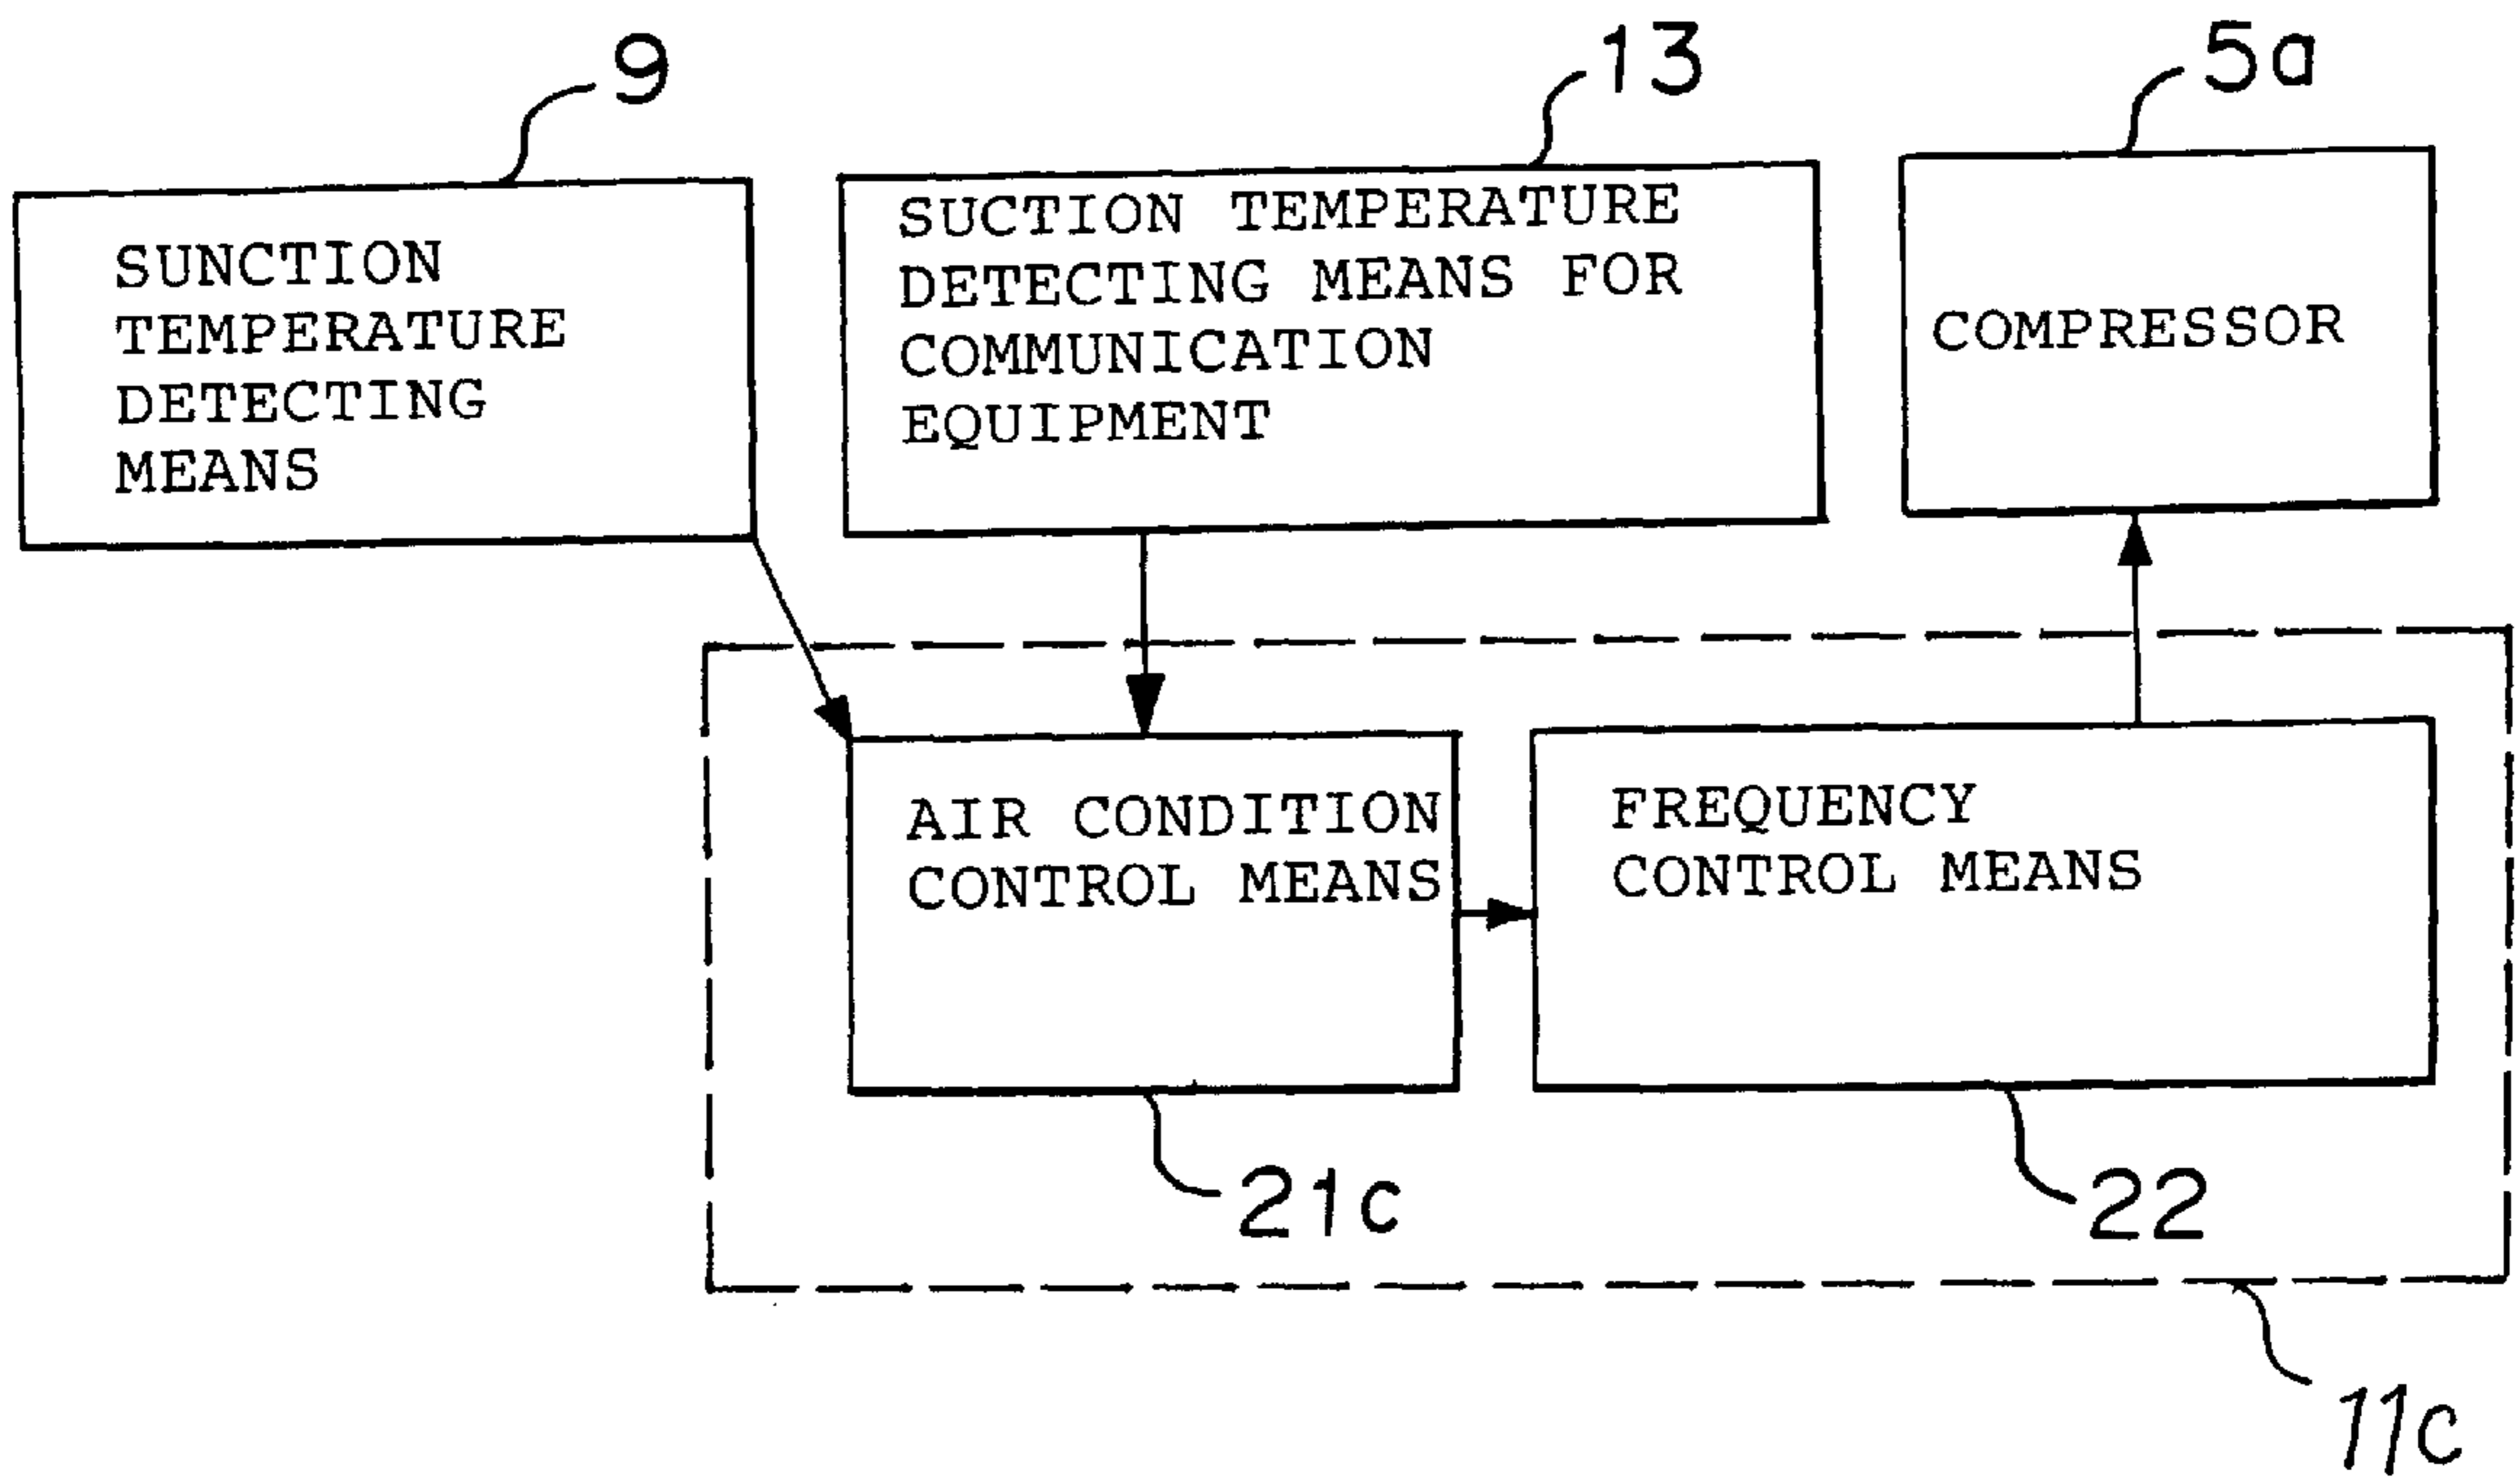 9
13
5a
SUNCTION
TEMPERATURE
DETECTING
MEANS
SUCTION TEMPERATURE
DETECTING MEANS FOR
COMMUNICATION
EQUIPMENT
COMPRESSOR
AIR CONDITION
CONTROL MEANS
FREQUENCY
CONTROL MEANS
21c
22
11c